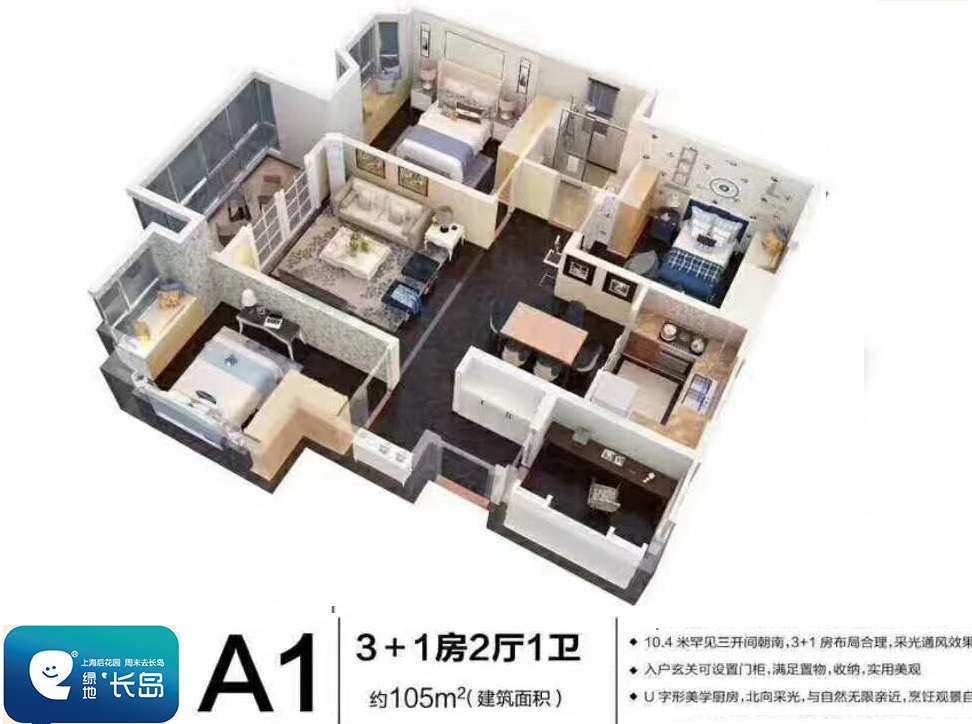 上海后花园 周末去长岛
绿地 长岛
®
A1
3+1房2厅1卫
约105m²(建筑面积)
◆ 10.4米罕见三开间朝南,3+1房布局合理,采光通风效果
◆ 入户玄关可设置门柜,满足置物,收纳,实用美观
◆ U字形美学厨房,北向采光,与自然无限亲近,烹饪观景